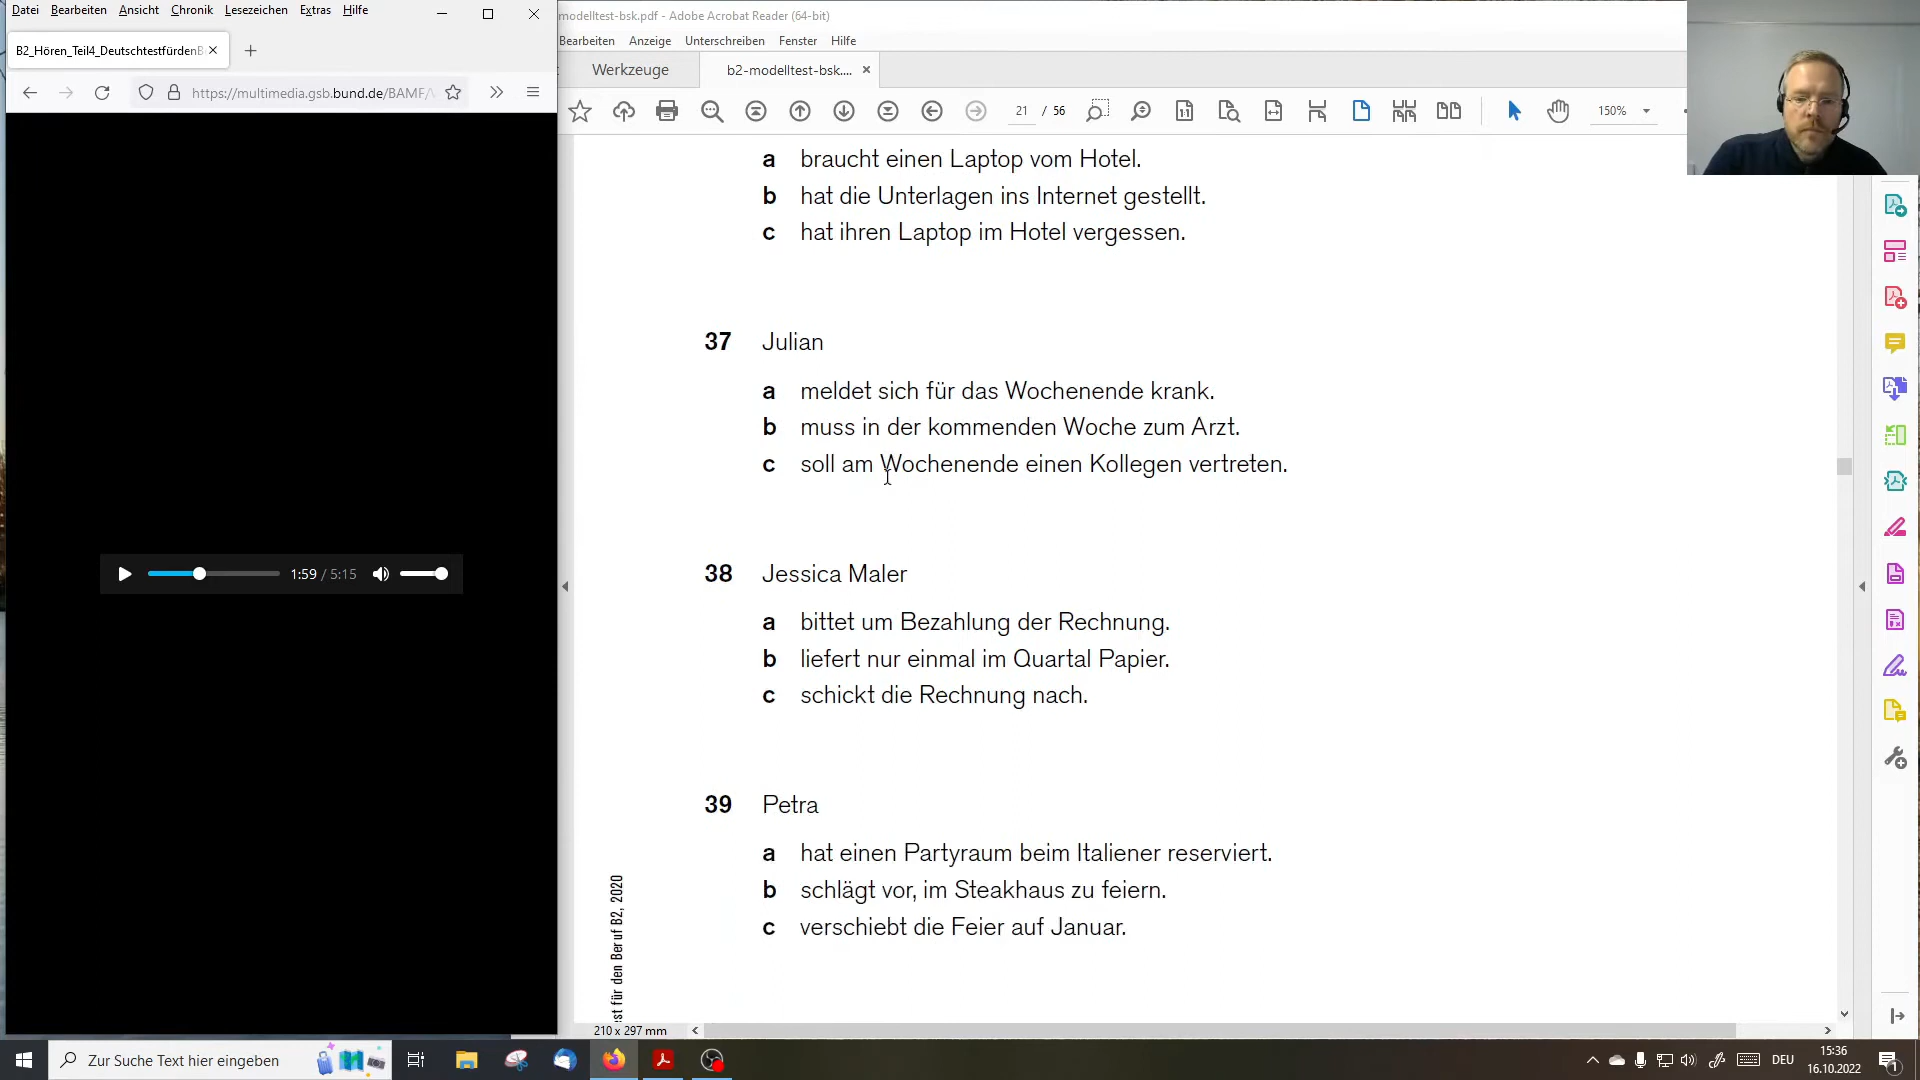 Datei Bearbeiten Ansicht Chronik Lesezeichen Extras Hilfe
modelltest-bsk.pdf - Adobe Acrobat Reader (64-bit)
Bearbeiten Anzeige Unterschreiben Fenster Hilfe
B2_Hören_Teil4_DeutschtestfürdenB
Werkzeuge
b2-modelltest-bsk....
https://multimedia.gsb.bund.de/BAMF/
21 / 56
150%
a braucht einen Laptop vom Hotel.
b hat die Unterlagen ins Internet gestellt.
c hat ihren Laptop im Hotel vergessen.
37 Julian
a meldet sich für das Wochenende krank.
b muss in der kommenden Woche zum Arzt.
c soll am Wochenende einen Kollegen vertreten.
38 Jessica Maler
a bittet um Bezahlung der Rechnung.
b liefert nur einmal im Quartal Papier.
c schickt die Rechnung nach.
1:59 / 5:15
39 Petra
a hat einen Partyraum beim Italiener reserviert.
b schlägt vor, im Steakhaus zu feiern.
c verschiebt die Feier auf Januar.
st für den Beruf B2, 2020
210 x 297 mm
Zur Suche Text hier eingeben
DEU
15:36
16.10.2022
1